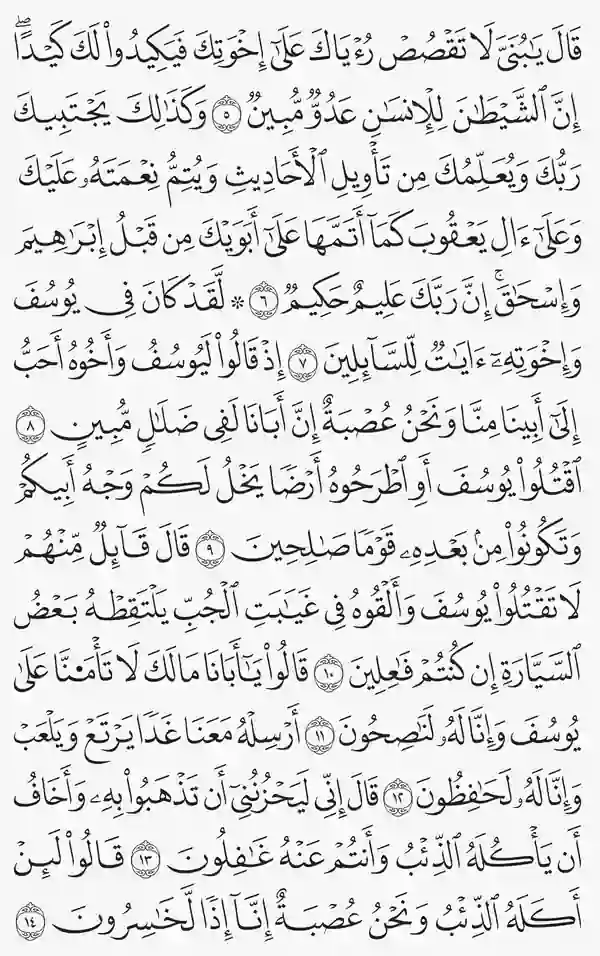 قَالَ يَٰبُنَيَّ لَا تَقْصُصْ رُءْيَاكَ عَلَىٰٓ إِخْوَتِكَ فَيَكِيدُوا۟ لَكَ كَيْدًا ۖ
إِنَّ ٱلشَّيْطَٰنَ لِلْإِنسَٰنِ عَدُوٌّ مُّبِينٌ ٥ وَكَذَٰلِكَ يَجْتَبِيكَ
رَبُّكَ وَيُعَلِّمُكَ مِن تَأْوِيلِ ٱلْأَحَادِيثِ وَيُتِمُّ نِعْمَتَهُۥ عَلَيْكَ
وَعَلَىٰٓ ءَالِ يَعْقُوبَ كَمَآ أَتَمَّهَا عَلَىٰٓ أَبَوَيْكَ مِن قَبْلُ إِبْرَٰهِيمَ
وَإِسْحَٰقَ ۚ إِنَّ رَبَّكَ عَلِيمٌ حَكِيمٌ ٦ * لَّقَدْ كَانَ فِى يُوسُفَ
وَإِخْوَتِهِۦٓ ءَايَٰتٌ لِّلسَّآئِلِينَ ٧ إِذْ قَالُوا۟ لَيُوسُفُ وَأَخُوهُ أَحَبُّ
إِلَىٰٓ أَبِينَا مِنَّا وَنَحْنُ عُصْبَةٌ إِنَّ أَبَانَا لَفِى ضَلَٰلٍ مُّبِينٍ ٨
ٱقْتُلُوا۟ يُوسُفَ أَوِ ٱطْرَحُوهُ أَرْضًا يَخْلُ لَكُمْ وَجْهُ أَبِيكُمْ
وَتَكُونُوا۟ مِنۢ بَعْدِهِۦ قَوْمًا صَٰلِحِينَ ٩ قَالَ قَآئِلٌ مِّنْهُمْ
لَا تَقْتُلُوا۟ يُوسُفَ وَأَلْقُوهُ فِى غَيَٰبَتِ ٱلْجُبِّ يَلْتَقِطْهُ بَعْضُ
ٱلسَّيَّارَةِ إِن كُنتُمْ فَٰعِلِينَ ١٠ قَالُوا۟ يَٰٓأَبَانَا مَالَكَ لَا تَأْمَ۫نَّا عَلَىٰ
يُوسُفَ وَإِنَّا لَهُۥ لَنَٰصِحُونَ ١١ أَرْسِلْهُ مَعَنَا غَدًا يَرْتَعْ وَيَلْعَبْ
وَإِنَّا لَهُۥ لَحَٰفِظُونَ ١٢ قَالَ إِنِّى لَيَحْزُنُنِىٓ أَن تَذْهَبُوا۟ بِهِۦ وَأَخَافُ
أَن يَأْكُلَهُ ٱلذِّئْبُ وَأَنتُمْ عَنْهُ غَٰفِلُونَ ١٣ قَالُوا۟ لَئِنْ
أَكَلَهُ ٱلذِّئْبُ وَنَحْنُ عُصْبَةٌ إِنَّآ إِذًا لَّخَٰسِرُونَ ١٤